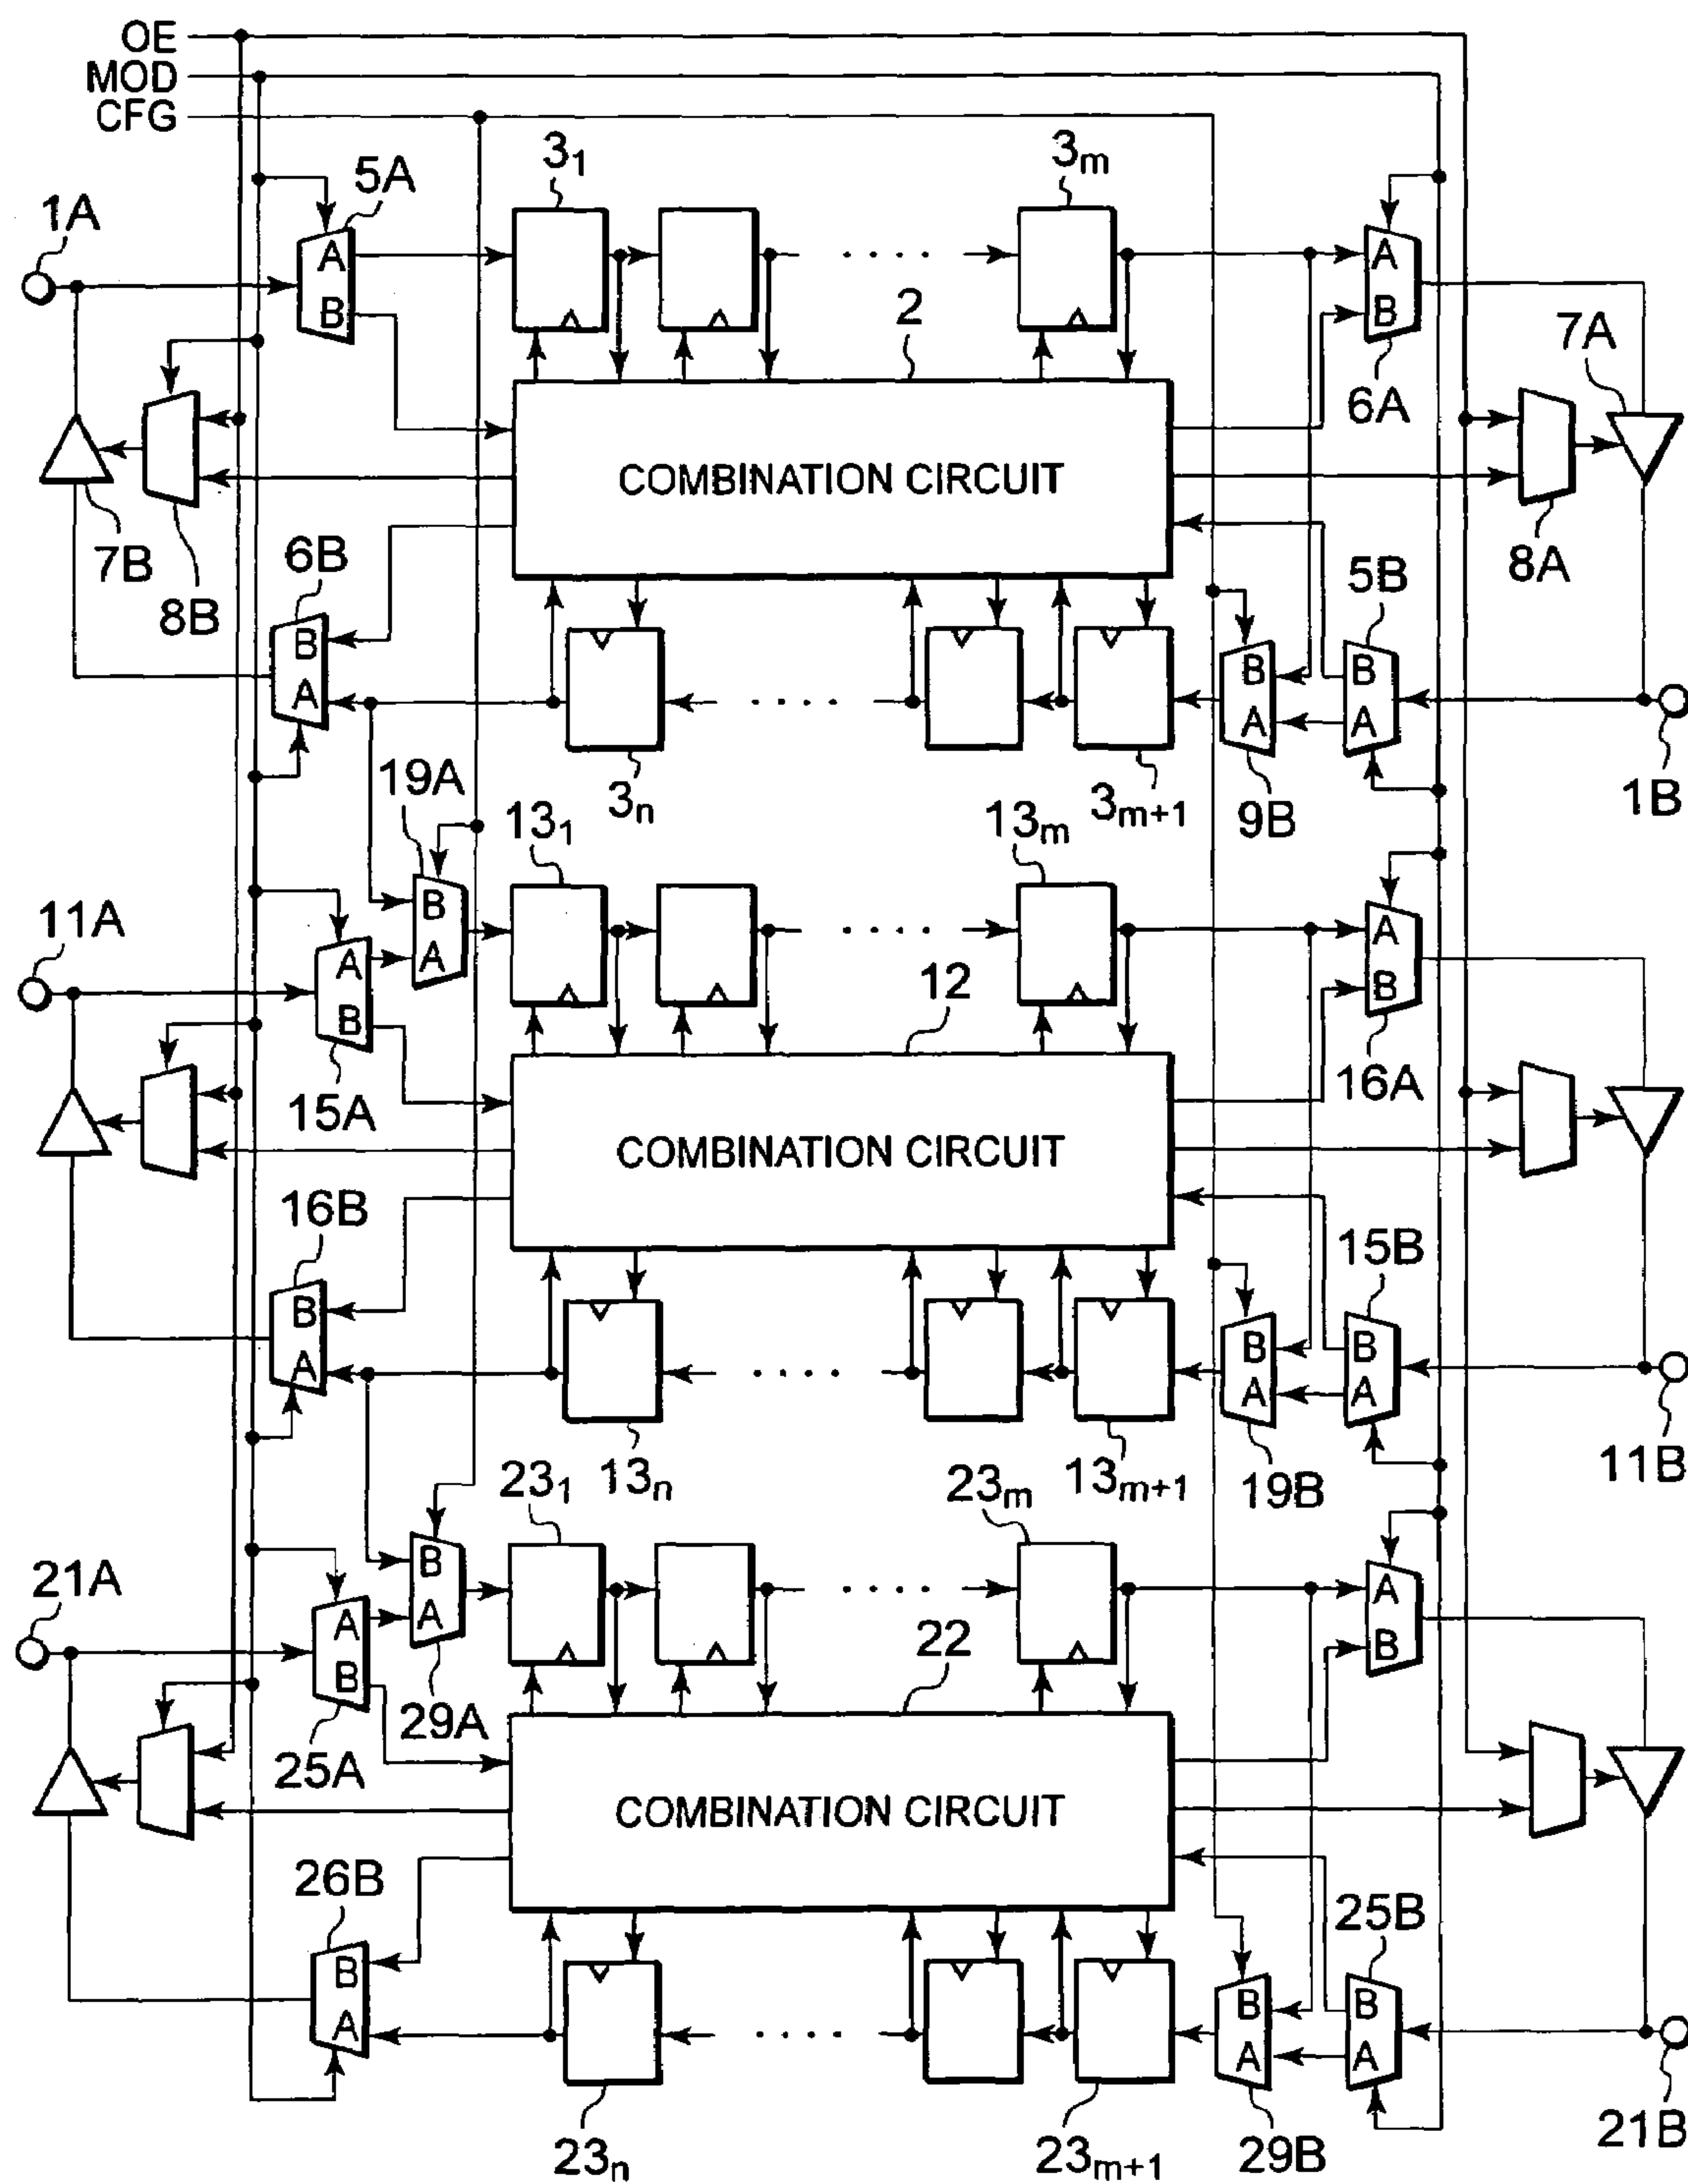 OE
MOD
CFG
1A
5A
3₁
3ₘ
A
B
A
B
2
7A
6A
COMBINATION CIRCUIT
7B
8B
6B
8A
5B
B
A
B
A
B
A
3ₙ
3ₘ₊₁
9B
1B
19A
13₁
13ₘ
B
A
11A
A
B
A
B
12
15A
16A
COMBINATION CIRCUIT
16B
15B
B
A
B
A
B
A
13ₙ
13ₘ₊₁
19B
11B
23₁
23ₘ
B
A
21A
A
B
A
B
22
29A
25A
COMBINATION CIRCUIT
26B
25B
B
A
B
A
B
A
23ₙ
23ₘ₊₁
29B
21B